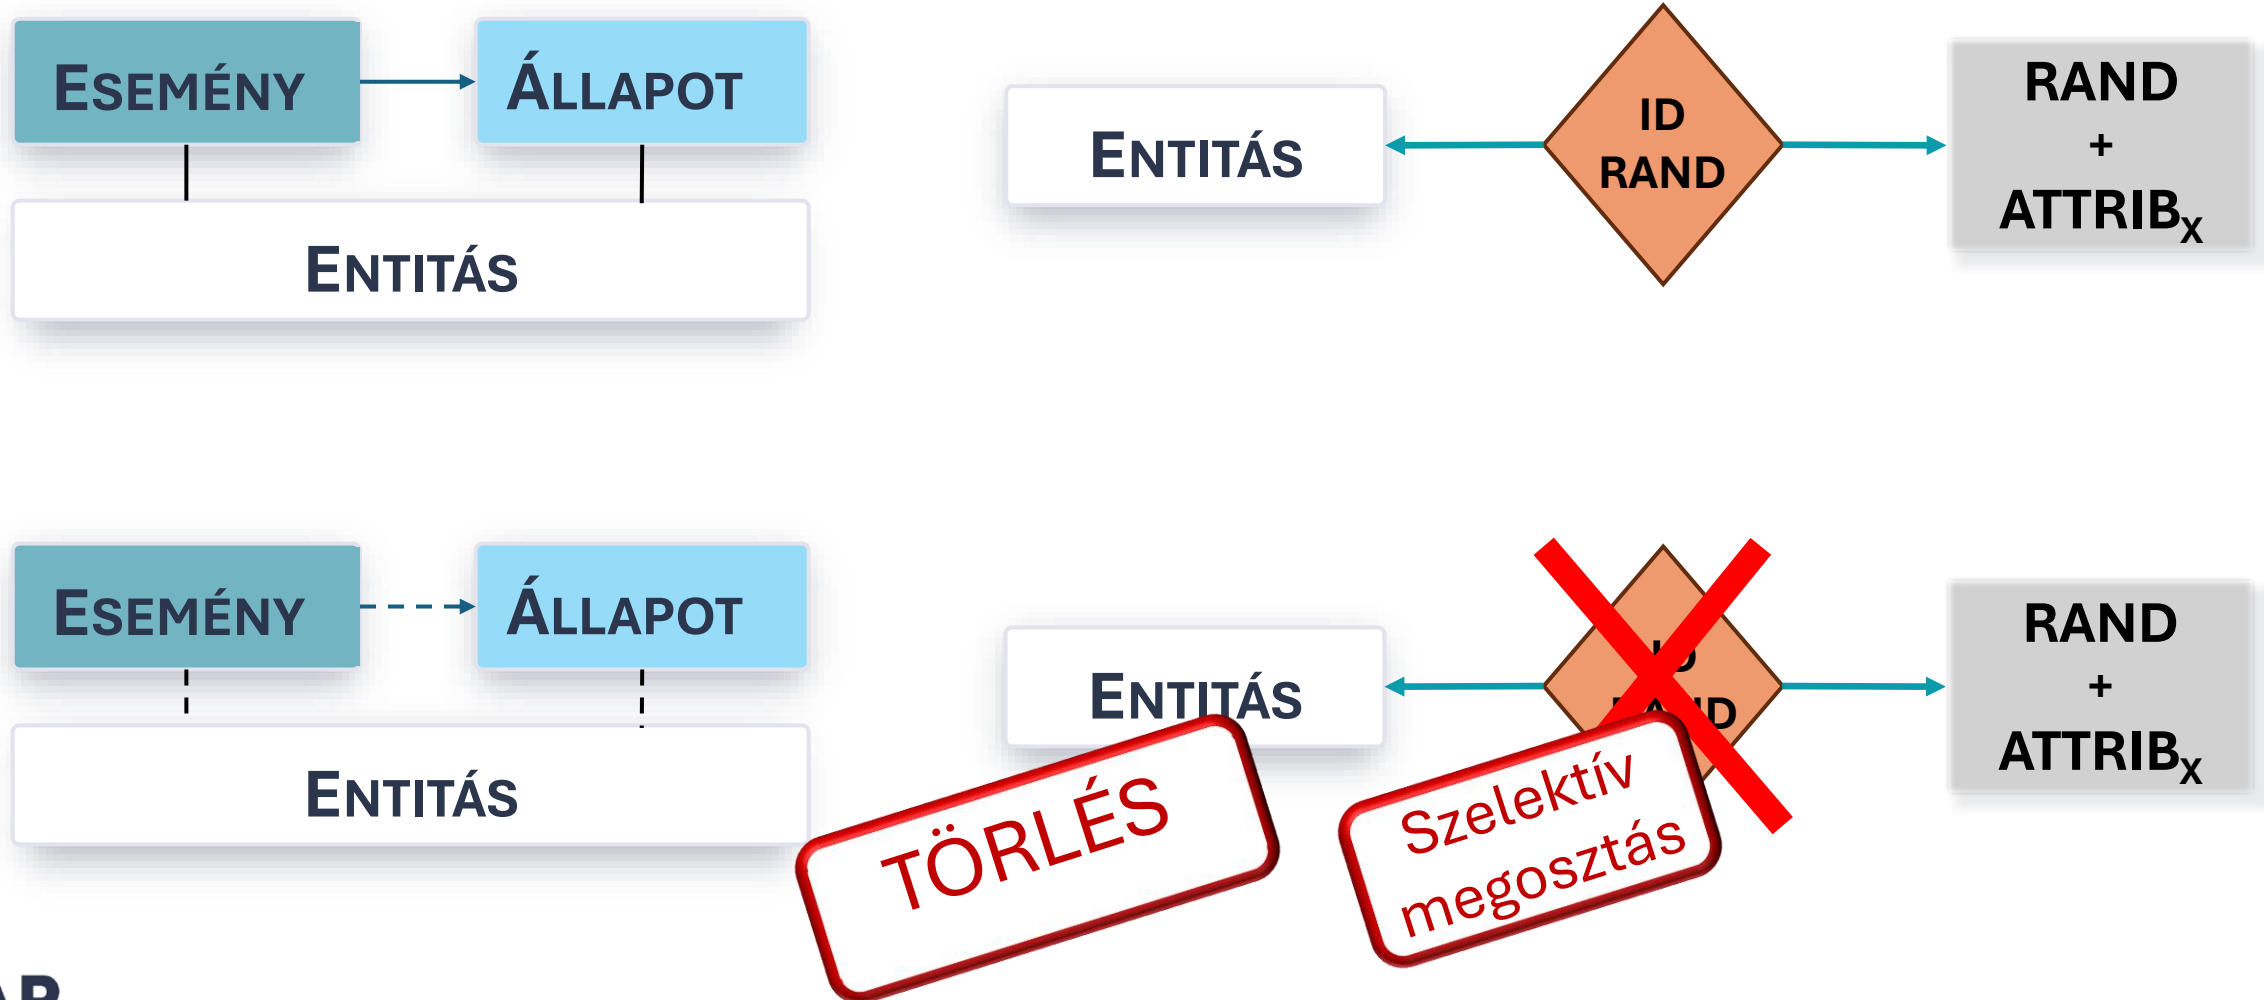 ESEMÉNY
ÁLLAPOT
ENTITÁS
ENTITÁS
ID
RAND
RAND
+
ATTRIBX
ESEMÉNY
ÁLLAPOT
ENTITÁS
ENTITÁS
RAND
+
ATTRIBX
TÖRLÉS
Szelektív
megosztás